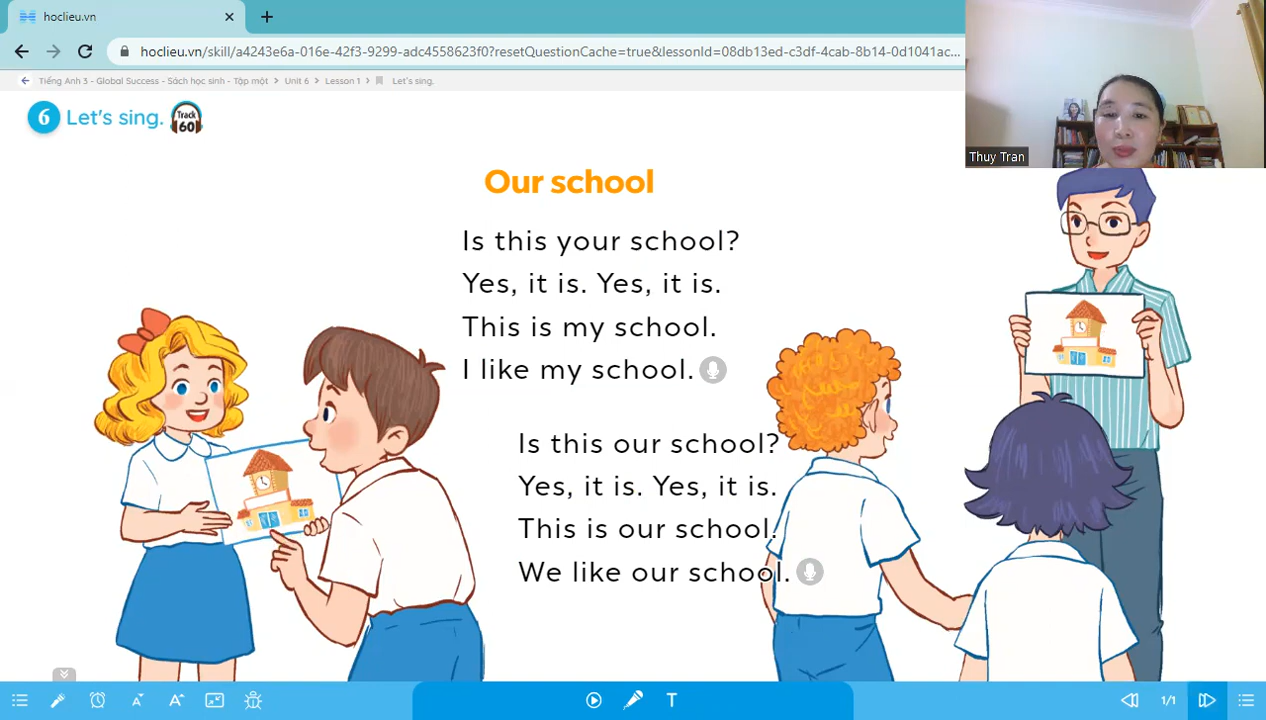 hoclieu.vn
hoclieu.vn/skill/a4243e6a-016e-42f3-9299-adc4558623f0?resetQuestionCache=true&lessonId=08db13ed-c3df-4cab-8b14-0d1041ac...
Tiếng Anh 3 - Global Success - Sách học sinh - Tập một > Unit 6 > Lesson 1 > Let's sing.
6 Let's sing. Track 60
Thuy Tran
Our school
Is this your school?
Yes, it is. Yes, it is.
This is my school.
I like my school.
Is this our school?
Yes, it is. Yes, it is.
This is our school.
We like our school.
A A T 1/1